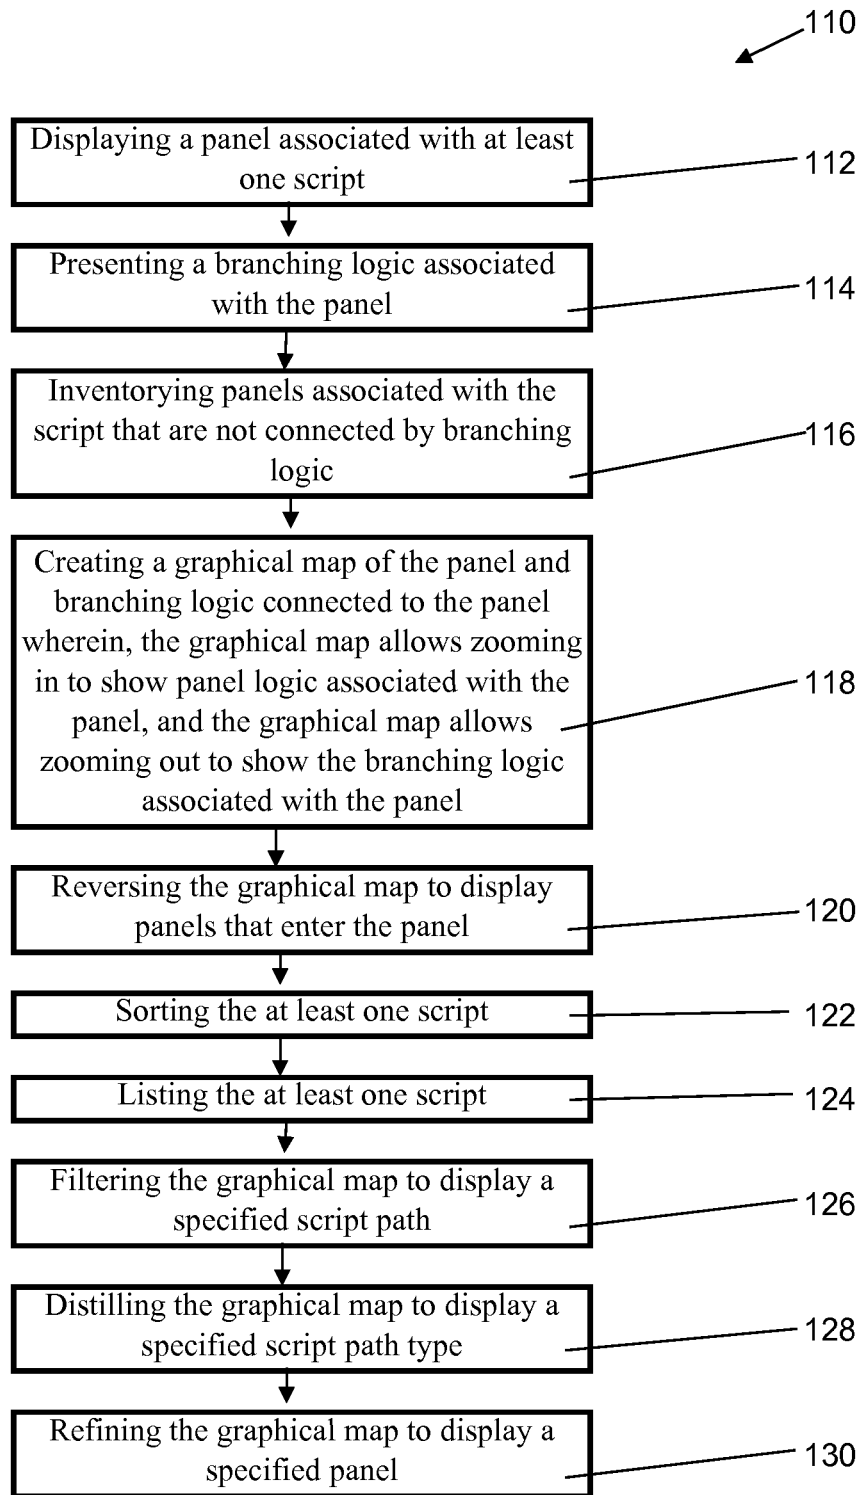 110
Displaying a panel associated with at least
one script
112
Presenting a branching logic associated
with the panel
114
Inventorying panels associated with the
script that are not connected by branching
logic
116
Creating a graphical map of the panel and
branching logic connected to the panel
wherein, the graphical map allows zooming
in to show panel logic associated with the
panel, and the graphical map allows
zooming out to show the branching logic
associated with the panel
118
Reversing the graphical map to display
panels that enter the panel
120
Sorting the at least one script
122
Listing the at least one script
124
Filtering the graphical map to display a
specified script path
126
Distilling the graphical map to display a
specified script path type
128
Refining the graphical map to display a
specified panel
130